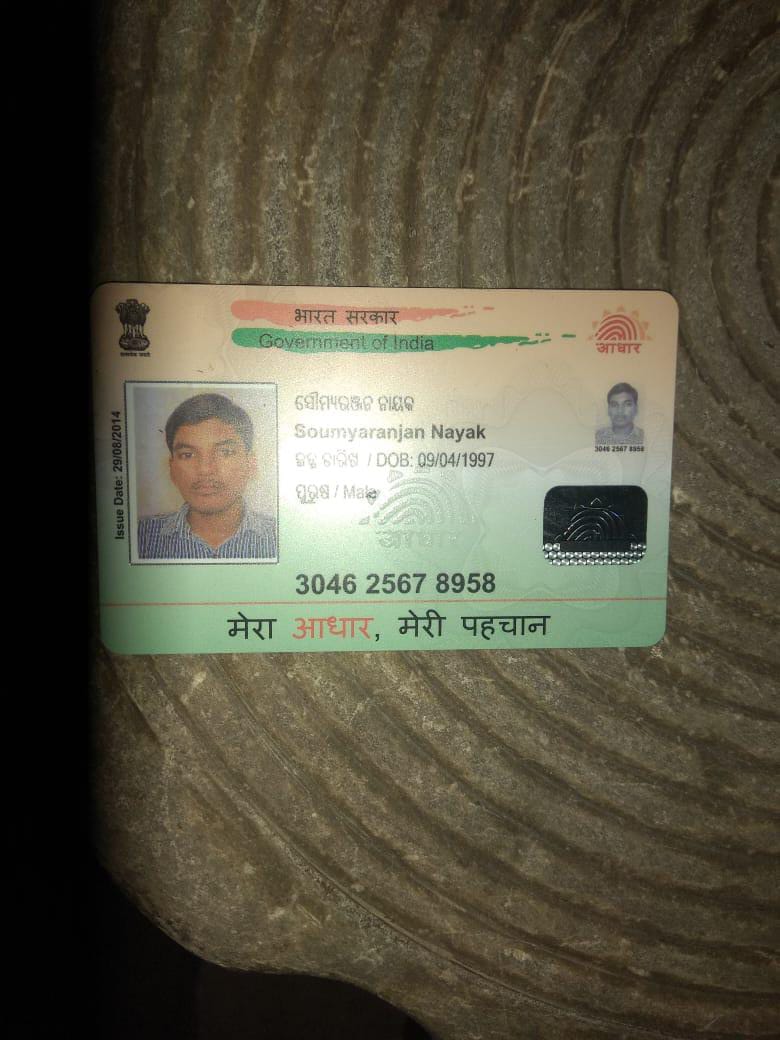 भारत सरकार
Government of India
आधार
सत्यमेव जयते
Issue Date: 29/08/2014
ସୌମ୍ୟରଞ୍ଜନ ନାୟକ
Soumyaranjan Nayak
ଜନ୍ମ ତାରିଖ / DOB: 09/04/1997
ପୁରୁଷ / Male
3046 2567 8958
आधार
3046 2567 8958
मेरा आधार, मेरी पहचान